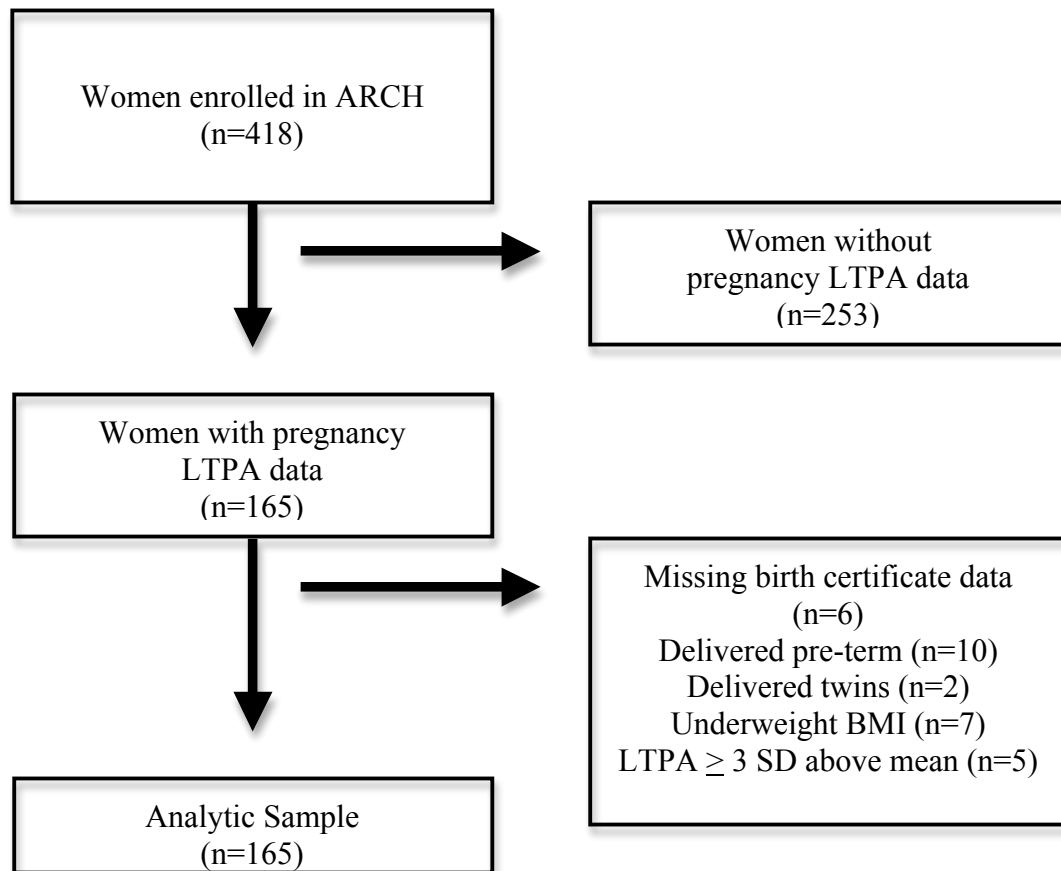 Women enrolled in ARCH
(n=418)
Women without
pregnancy LTPA data
(n=253)
Women with pregnancy
LTPA data
(n=165)
Missing birth certificate data
(n=6)
Delivered pre-term (n=10)
Delivered twins (n=2)
Underweight BMI (n=7)
LTPA ≥ 3 SD above mean (n=5)
Analytic Sample
(n=165)